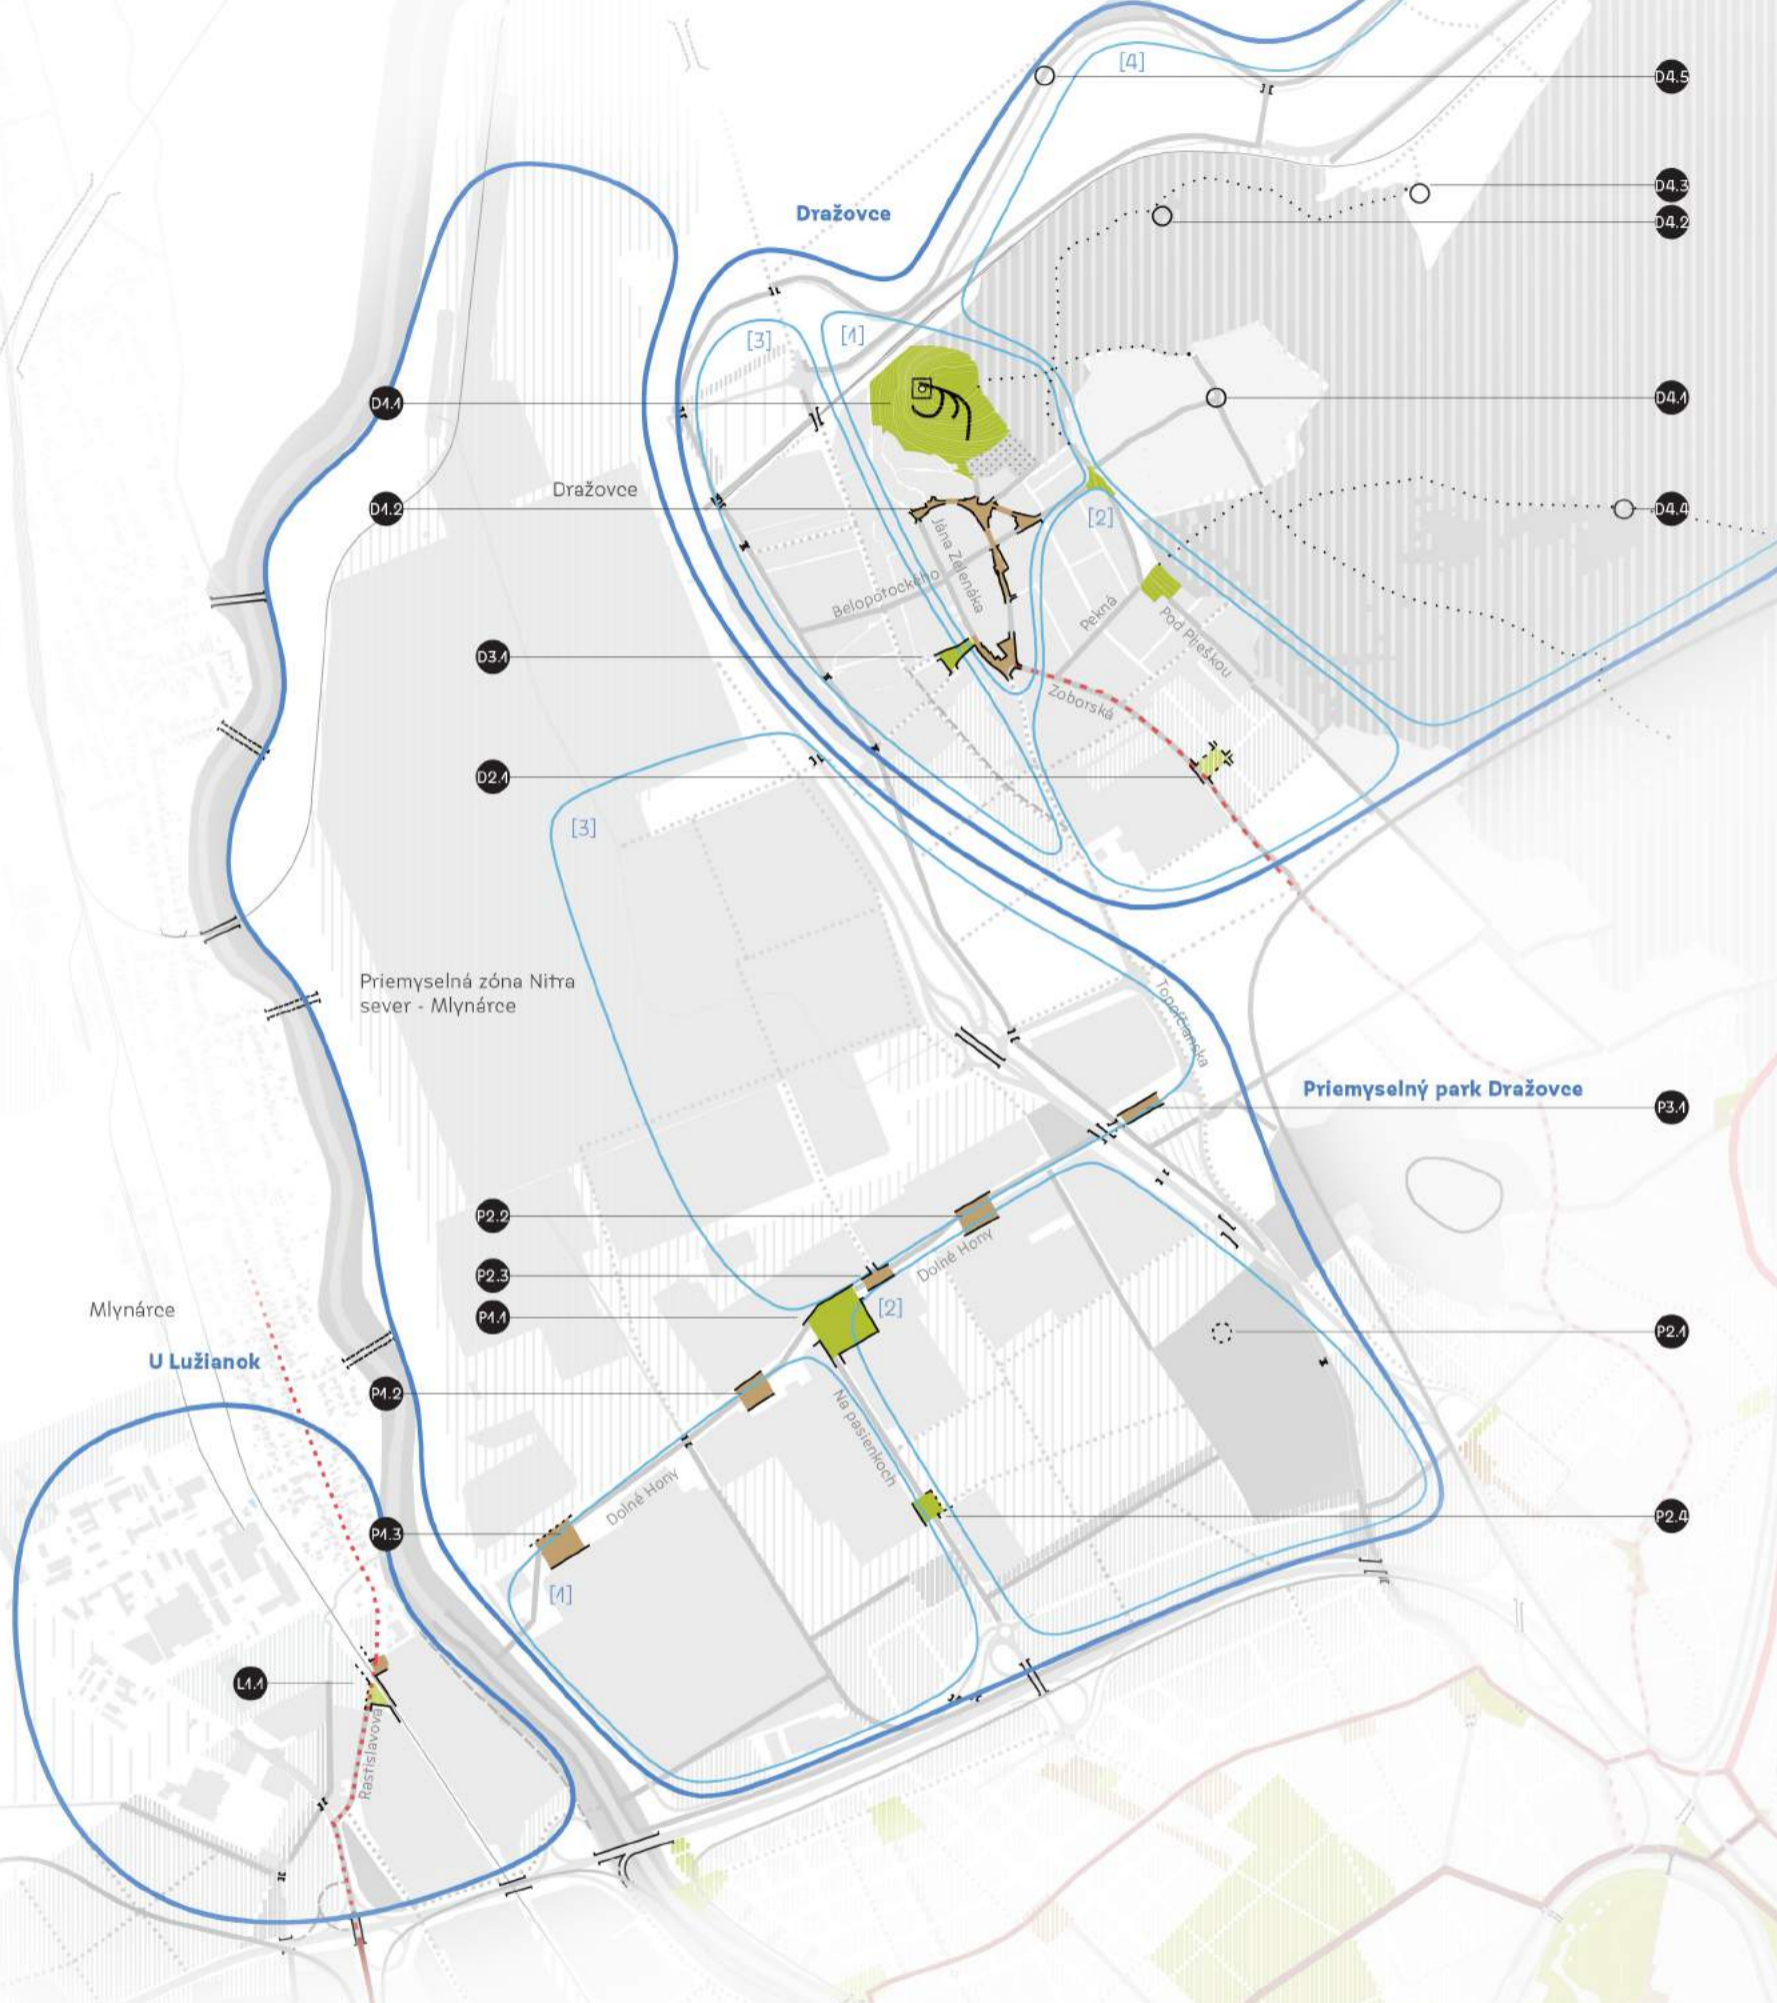 [4]
D4.5
D4.3
Dražovce
D4.2
[3]
[1]
D1.1
D4.1
Dražovce
D1.2
[2]
D4.4
Jána Zelenáka
Belopotockého
Pekná
Pod Plieškou
D3.1
Zoborská
D2.1
[3]
Priemyselná zóna Nitra
sever - Mlynárce
Topoľčianska
Priemyselný park Dražovce
P3.1
P2.2
Dolné Hony
P2.3
[2]
Mlynárce
P1.1
P2.1
U Lužianok
P1.2
Na pasienkoch
Dolné Hony
P2.4
P1.3
[1]
L1.1
Rastislavova